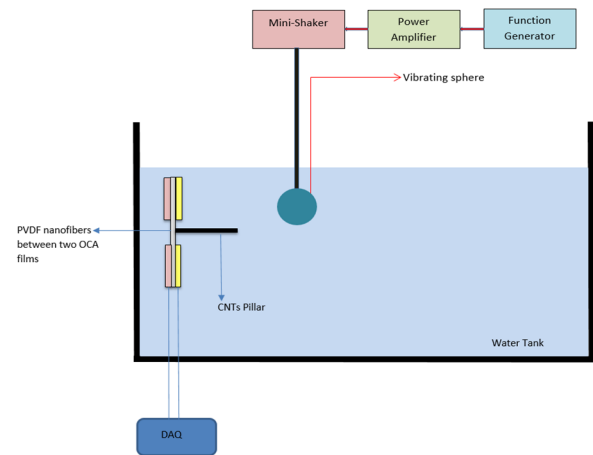 Mini-Shaker
Power
Amplifier
Function
Generator
Vibrating sphere
PVDF nanofibers
between two OCA
films
CNTs Pillar
Water Tank
DAQ